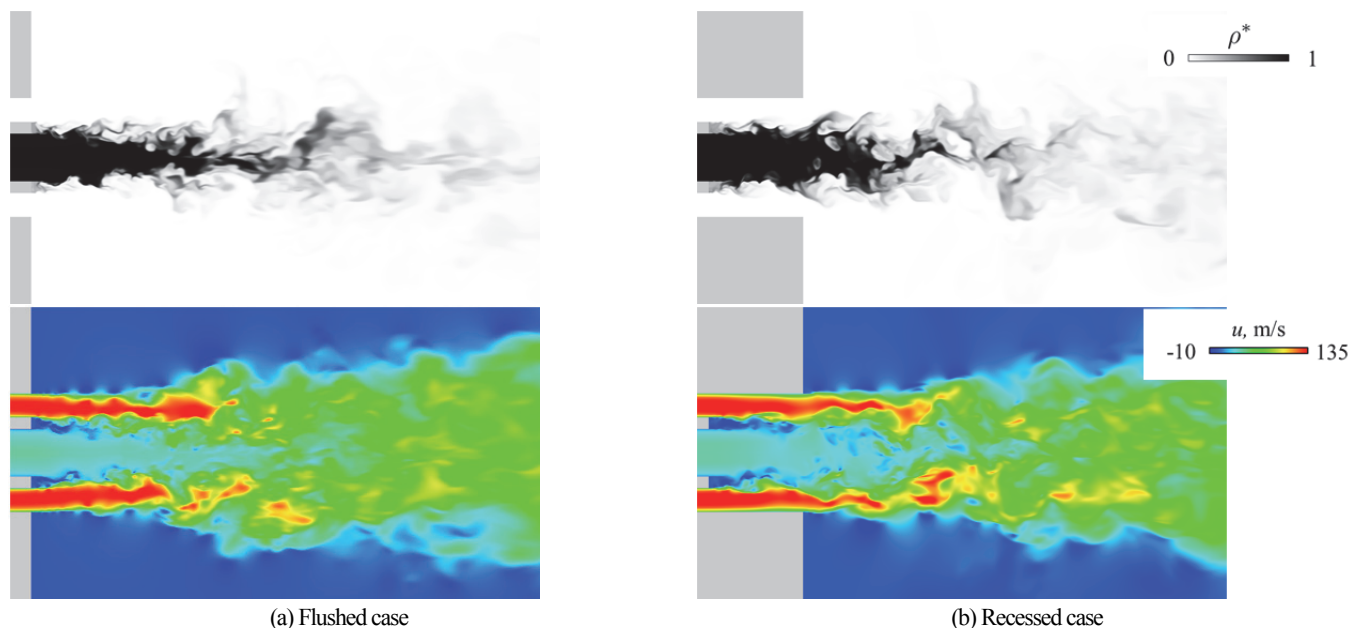 ρ*
0 1
u, m/s
-10 135
(a) Flushed case
(b) Recessed case